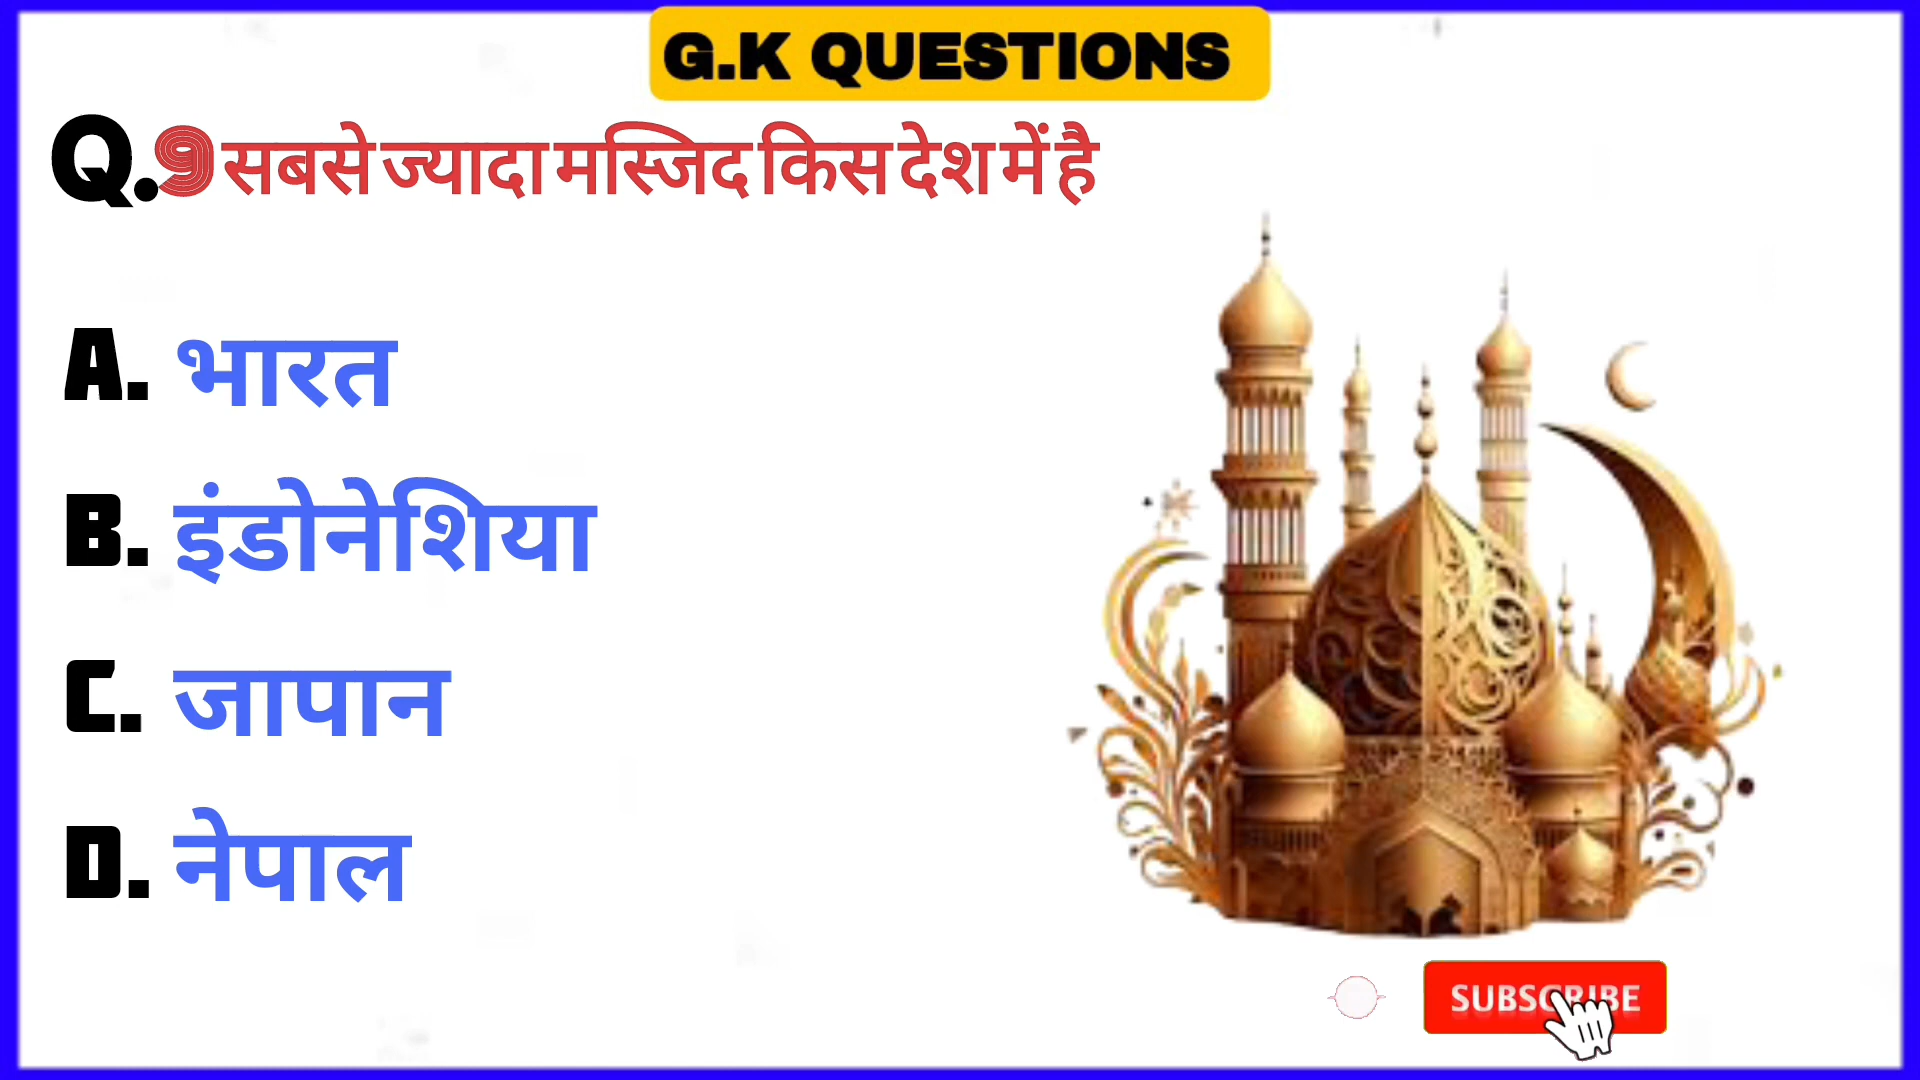 G.K QUESTIONS
Q.9 सबसे ज्यादा मस्जिद किस देश में है
A. भारत
B. इंडोनेशिया
C. जापान
D. नेपाल
SUBSCRIBE